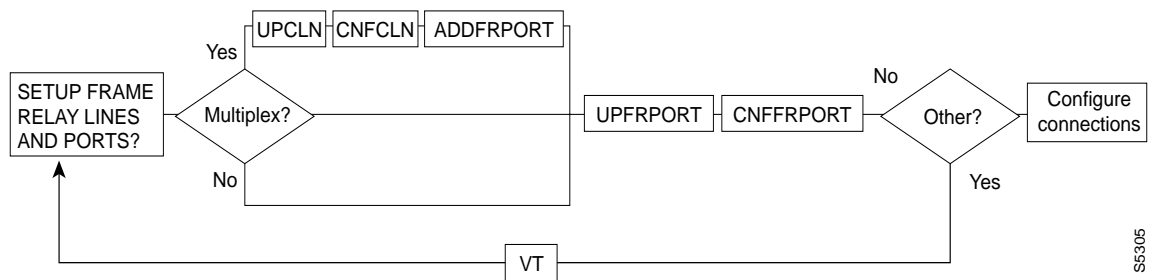 UPCLN
CNFCLN
ADDFRPORT
Yes
SETUP FRAME
RELAY LINES
AND PORTS?
Multiplex?
No
UPFRPORT
CNFFRPORT
No
Other?
Yes
Configure
connections
VT
S5305